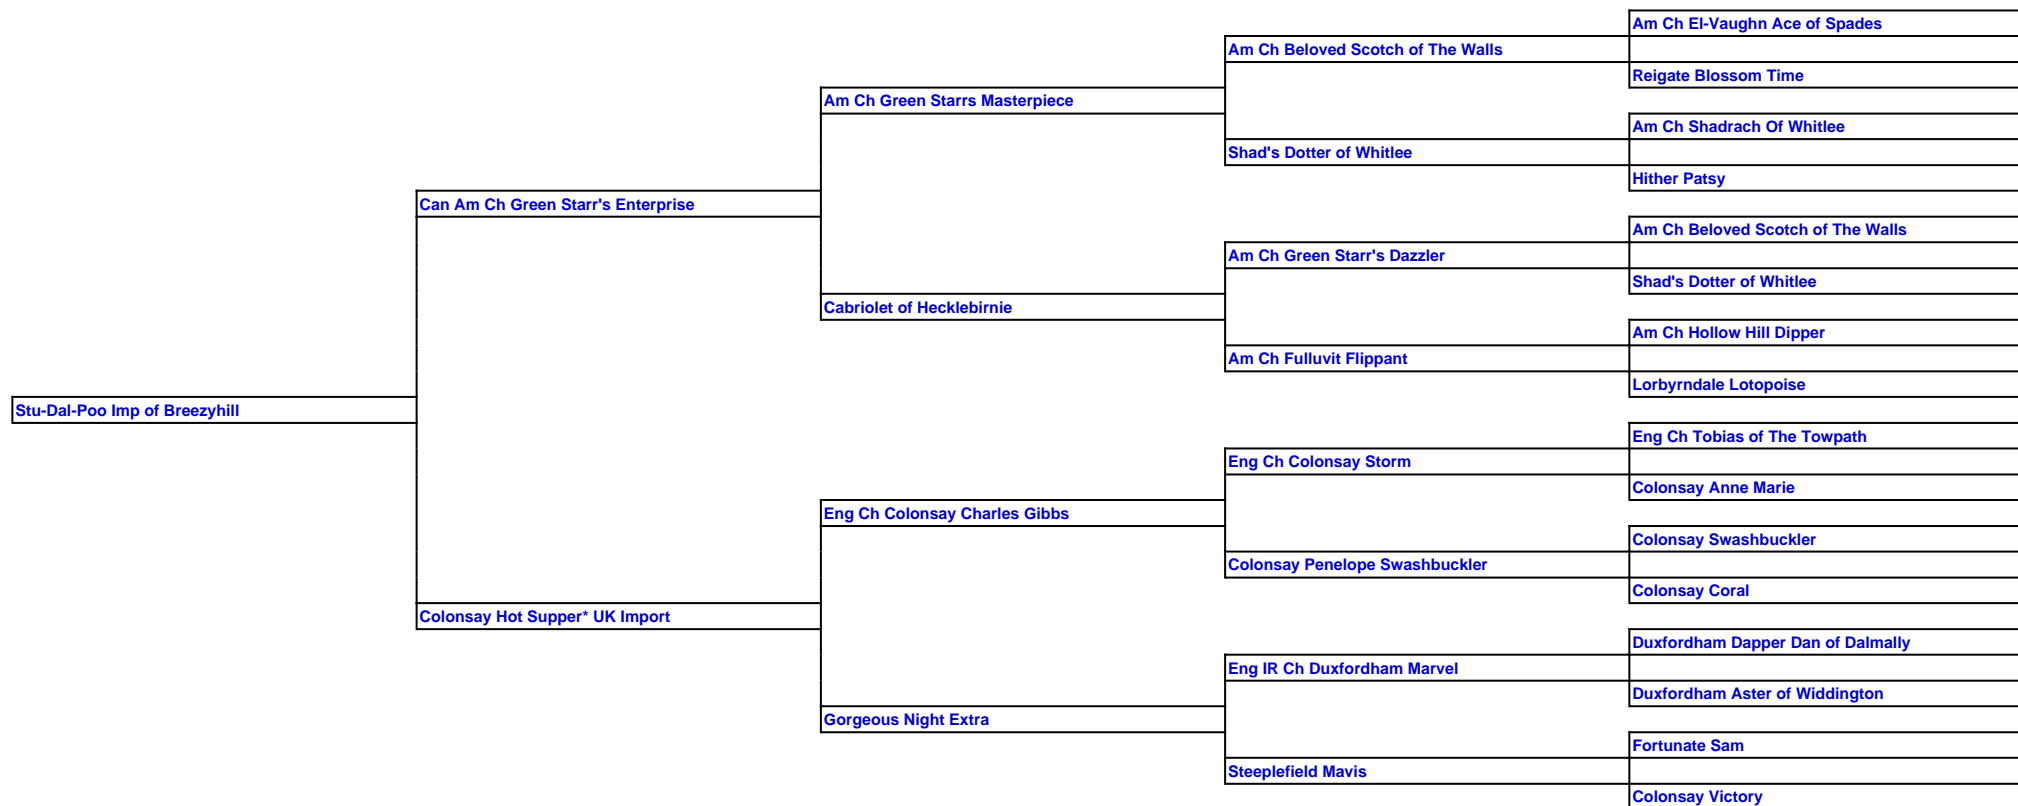 Am Ch El-Vaughn Ace of Spades
Am Ch Beloved Scotch of The Walls
Reigate Blossom Time
Am Ch Green Starrs Masterpiece
Am Ch Shadrach Of Whitlee
Shad's Dotter of Whitlee
Hither Patsy
Can Am Ch Green Starr's Enterprise
Am Ch Beloved Scotch of The Walls
Am Ch Green Starr's Dazzler
Shad's Dotter of Whitlee
Cabriolet of Hecklebirnie
Am Ch Hollow Hill Dipper
Am Ch Fulluvit Flippant
Lorbyrndale Lotopoise
Stu-Dal-Poo Imp of Breezyhill
Eng Ch Tobias of The Towpath
Eng Ch Colonsay Storm
Colonsay Anne Marie
Eng Ch Colonsay Charles Gibbs
Colonsay Swashbuckler
Colonsay Penelope Swashbuckler
Colonsay Coral
Colonsay Hot Supper* UK Import
Duxfordham Dapper Dan of Dalmally
Eng IR Ch Duxfordham Marvel
Duxfordham Aster of Widdington
Gorgeous Night Extra
Fortunate Sam
Steeplefield Mavis
Colonsay Victory